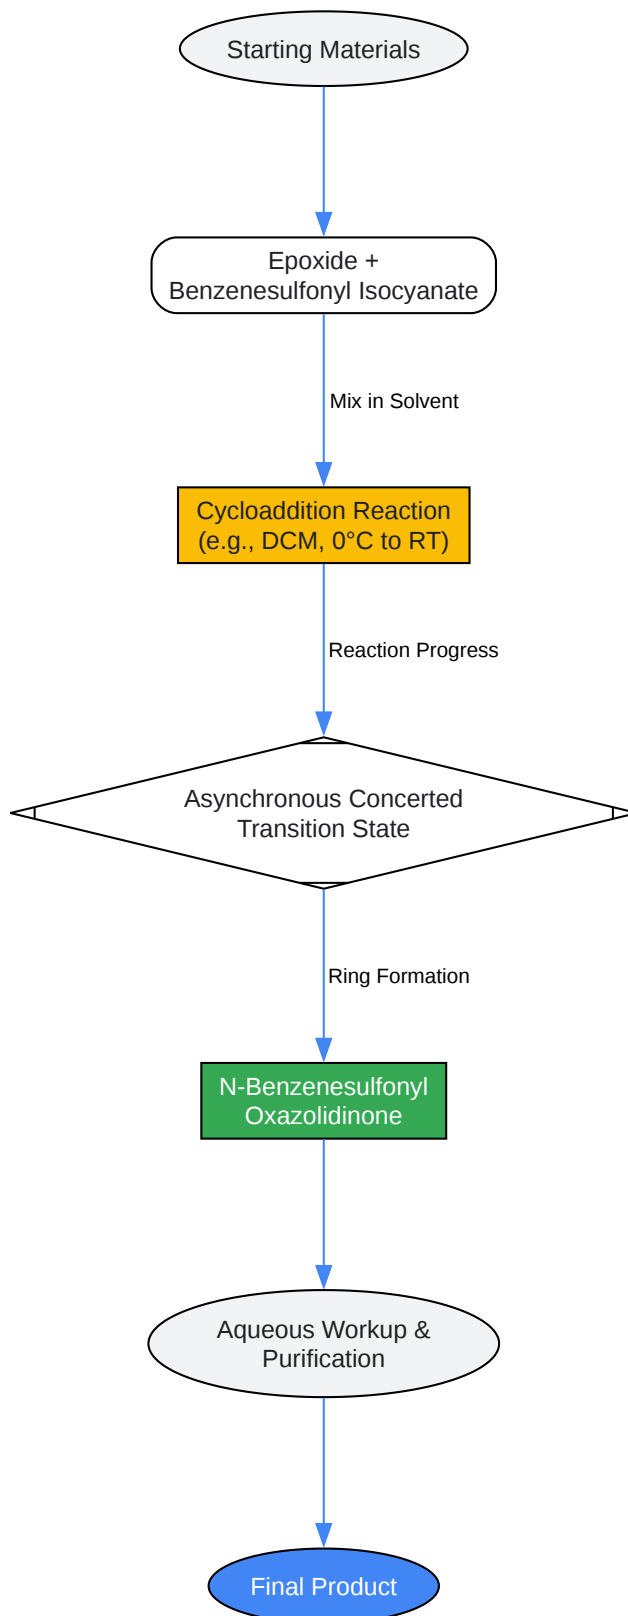 Starting Materials
Epoxide +
Benzenesulfonyl Isocyanate
Mix in Solvent
Cycloaddition Reaction
(e.g., DCM, 0°C to RT)
Reaction Progress
Asynchronous Concerted
Transition State
Ring Formation
N-Benzenesulfonyl
Oxazolidinone
Aqueous Workup &
Purification
Final Product